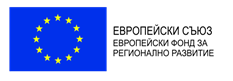 ЕВРОПЕЙСКИ СЪЮЗ
ЕВРОПЕЙСКИ ФОНД ЗА
РЕГИОНАЛНО РАЗВИТИЕ